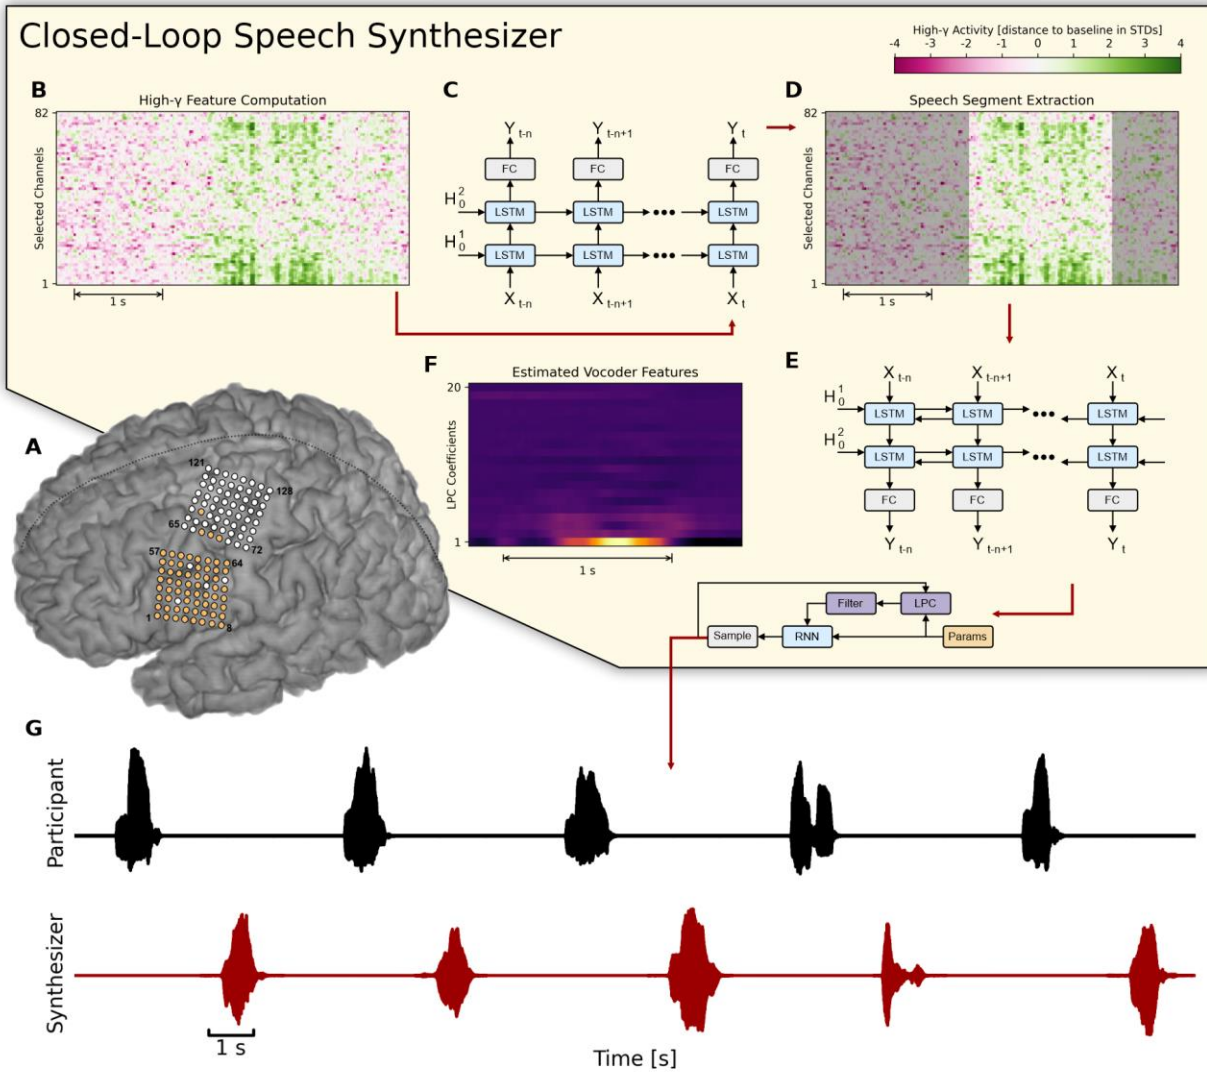 Closed-Loop Speech Synthesizer
High-γ Activity [distance to baseline in STDs]
-4 -3 -2 -1 0 1 2 3 4
B
High-γ Feature Computation
82
Selected Channels
1
1 s
C
Y t-n Y t-n+1 Y t
FC FC FC
H 2 0
LSTM LSTM ••• LSTM
H 1 0
LSTM LSTM ••• LSTM
X t-n X t-n+1 X t
D
Speech Segment Extraction
82
Selected Channels
1
1 s
A
121
128
65
72
57
64
1
8
F
Estimated Vocoder Features
20
LPC Coefficients
1
1 s
E
X t-n X t-n+1 X t
H 1 0
LSTM LSTM ••• LSTM
H 2 0
LSTM LSTM ••• LSTM
FC FC FC
Y t-n Y t-n+1 Y t
Filter LPC
Sample RNN Params
G
Participant
Synthesizer
1 s
Time [s]